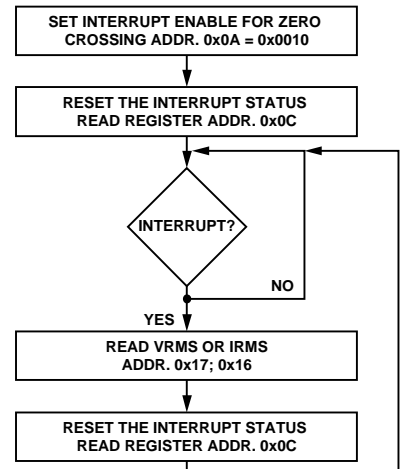 SET INTERRUPT ENABLE FOR ZERO
CROSSING ADDR. 0x0A = 0x0010
RESET THE INTERRUPT STATUS
READ REGISTER ADDR. 0x0C
INTERRUPT?
NO
YES
READ VRMS OR IRMS
ADDR. 0x17; 0x16
RESET THE INTERRUPT STATUS
READ REGISTER ADDR. 0x0C